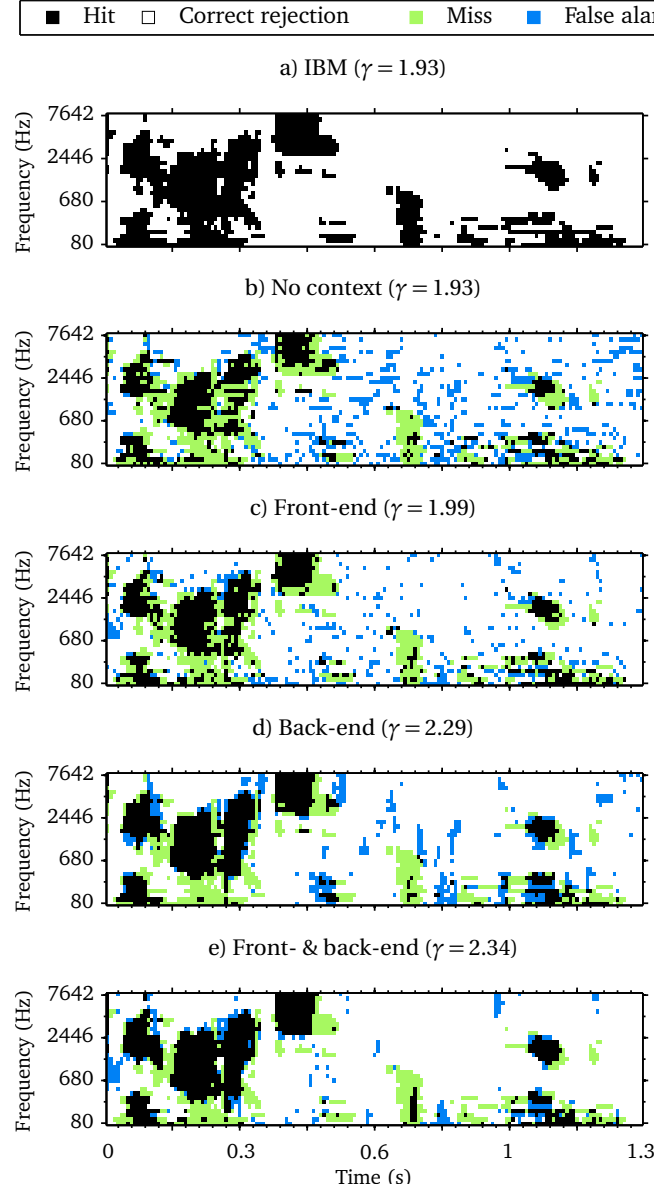 Hit Correct rejection Miss False alar
a) IBM (γ = 1.93)
7642
2446
680
80
Frequency (Hz)
b) No context (γ = 1.93)
7642
2446
680
80
Frequency (Hz)
c) Front-end (γ = 1.99)
7642
2446
680
80
Frequency (Hz)
d) Back-end (γ = 2.29)
7642
2446
680
80
Frequency (Hz)
e) Front- & back-end (γ = 2.34)
7642
2446
680
80
Frequency (Hz)
0 0.3 0.6 1 1.3
Time (s)